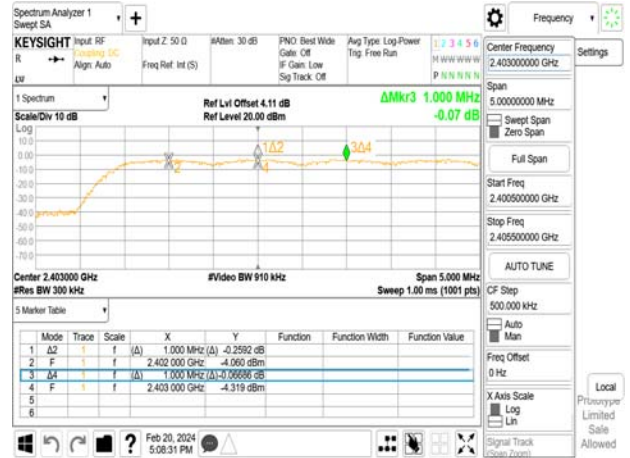 Spectrum Analyzer 1
Swept SA
+
Frequency
KEYSIGHT
R
Input: RF
Coupling: DC
Align: Auto
Input Z: 50 Ω
Freq Ref: Int (S)
#Atten: 30 dB
PNO: Best Wide
Gate: Off
IF Gain: Low
Sig Track: Off
Avg Type: Log-Power
Trig: Free Run
1 2 3 4 5 6
M W W W W W
P N N N N N
1 Spectrum
Scale/Div 10 dB
Ref Lvl Offset 4.11 dB
Ref Level 20.00 dBm
ΔMkr3 1.000 MHz
-0.07 dB
Log
10.0
0.00
-10.0
-20.0
-30.0
-40.0
-50.0
-60.0
-70.0
2
1Δ2
4
3Δ4
Center 2.403000 GHz
#Res BW 300 kHz
#Video BW 910 kHz
Span 5.000 MHz
Sweep 1.00 ms (1001 pts)
5 Marker Table
Mode Trace Scale X Y Function Function Width Function Value
1 Δ2 1 f (Δ) 1.000 MHz (Δ) -0.2592 dB
2 F 1 f 2.402 000 GHz -4.060 dBm
3 Δ4 1 f (Δ) 1.000 MHz (Δ) -0.06686 dB
4 F 1 f 2.403 000 GHz -4.319 dBm
5
6
?
Feb 20, 2024
5:08:31 PM
Center Frequency
2.403000000 GHz
Settings
Span
5.00000000 MHz
Swept Span
Zero Span
Full Span
Start Freq
2.400500000 GHz
Stop Freq
2.405500000 GHz
AUTO TUNE
CF Step
500.000 kHz
Auto
Man
Freq Offset
0 Hz
X Axis Scale
Log
Lin
Signal Track
(Span Zoom)
Local
Prototype
Limited
Sale
Allowed